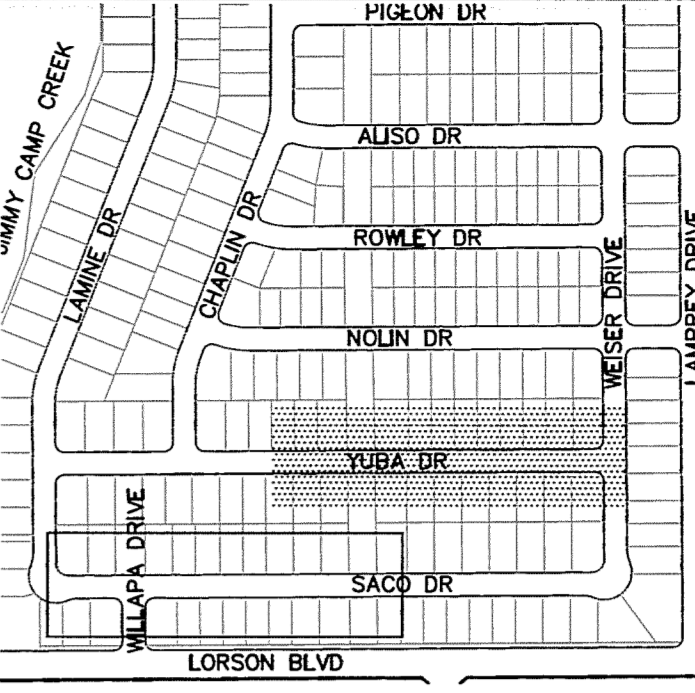 PIGEON DR
JIMMY CAMP CREEK
ALISO DR
LAMINE DR
CHAPLIN DR
ROWLEY DR
WEISER DRIVE
LAMPREY DRIVE
NOLIN DR
YUBA DR
WILLAPA DRIVE
SACO DR
LORSON BLVD